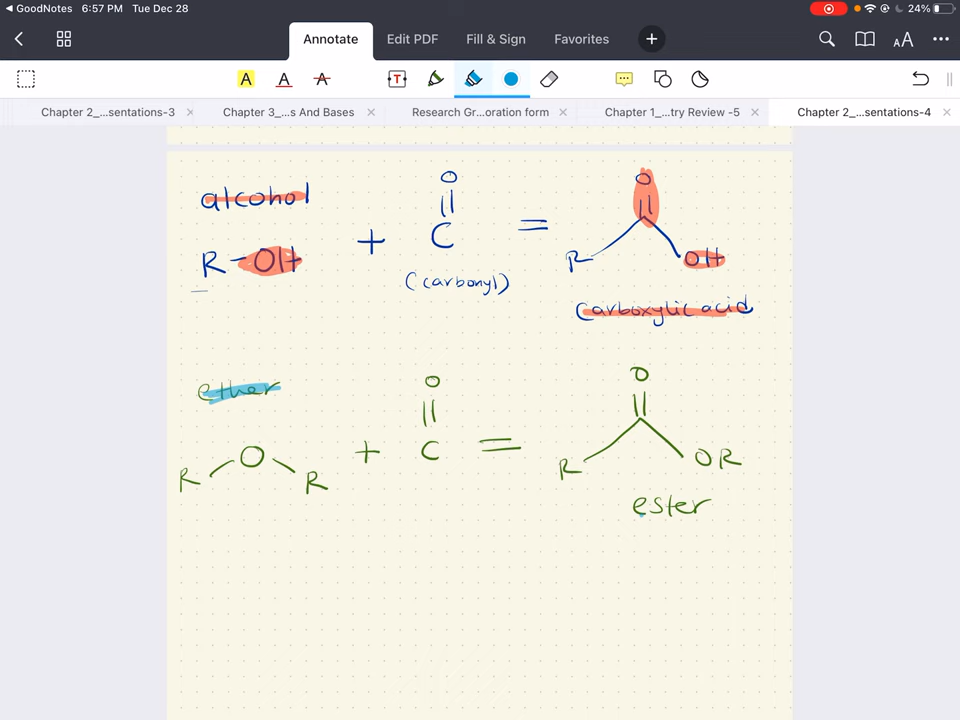 GoodNotes 6:57 PM Tue Dec 28 24%
Annotate Edit PDF Fill & Sign Favorites
A A A T AA
Chapter 2_...sentations-3 Chapter 3_...s And Bases Research Gr...oration form Chapter 1_...try Review -5 Chapter 2_...sentations-4
alcohol
O
O
C
R-OH + =
R OH
(carbonyl)
carboxylic acid
ether
O
O
O
R R + C =
R OR
ester